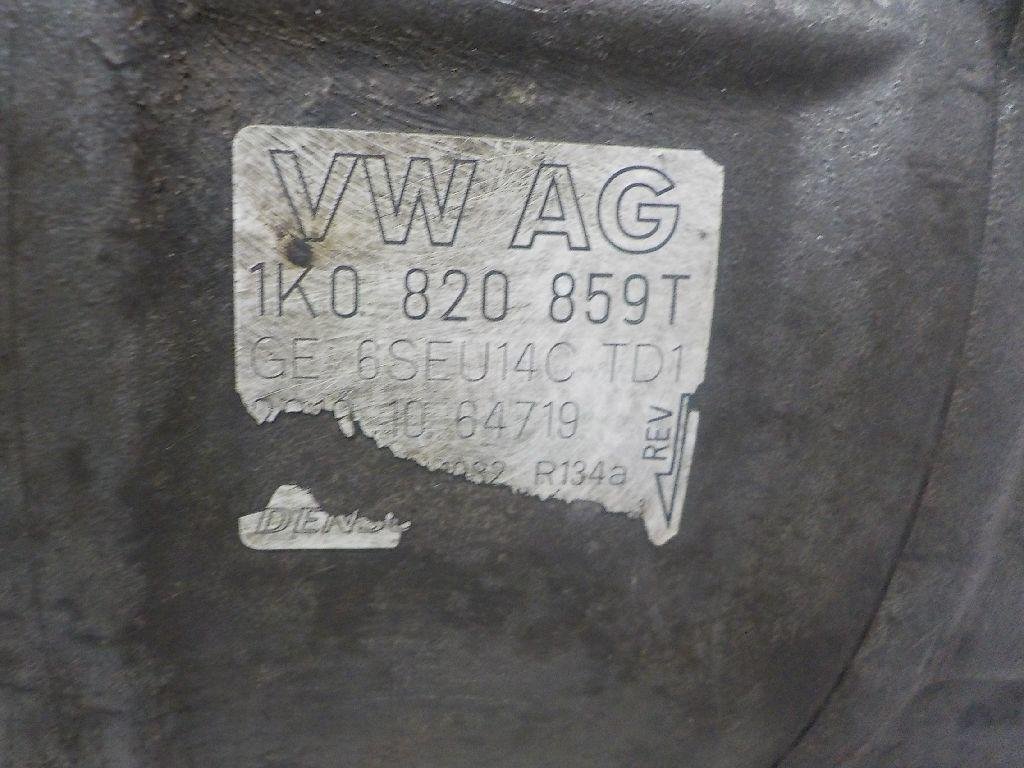 VW AG
1K0 820 859T
GE 6SEU14C TD1
10 64719
R134a
REV